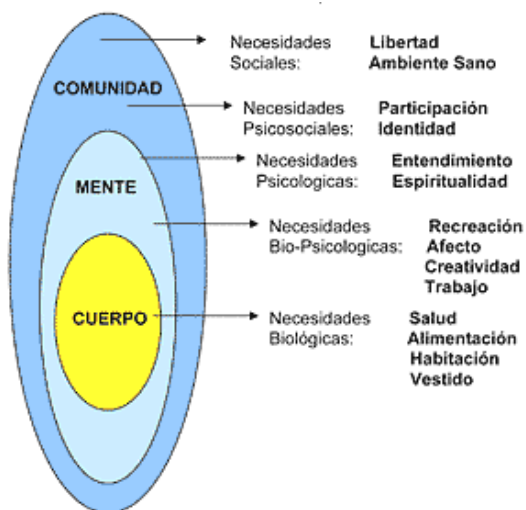 Necesidades Libertad
Sociales: Ambiente Sano
COMUNIDAD
Necesidades Participación
Psicosociales: Identidad
Necesidades Entendimiento
Psicologicas: Espiritualidad
MENTE
Necesidades Recreación
Bio-Psicologicas: Afecto
Creatividad
Trabajo
CUERPO
Necesidades Salud
Biológicas: Alimentación
Habitación
Vestido